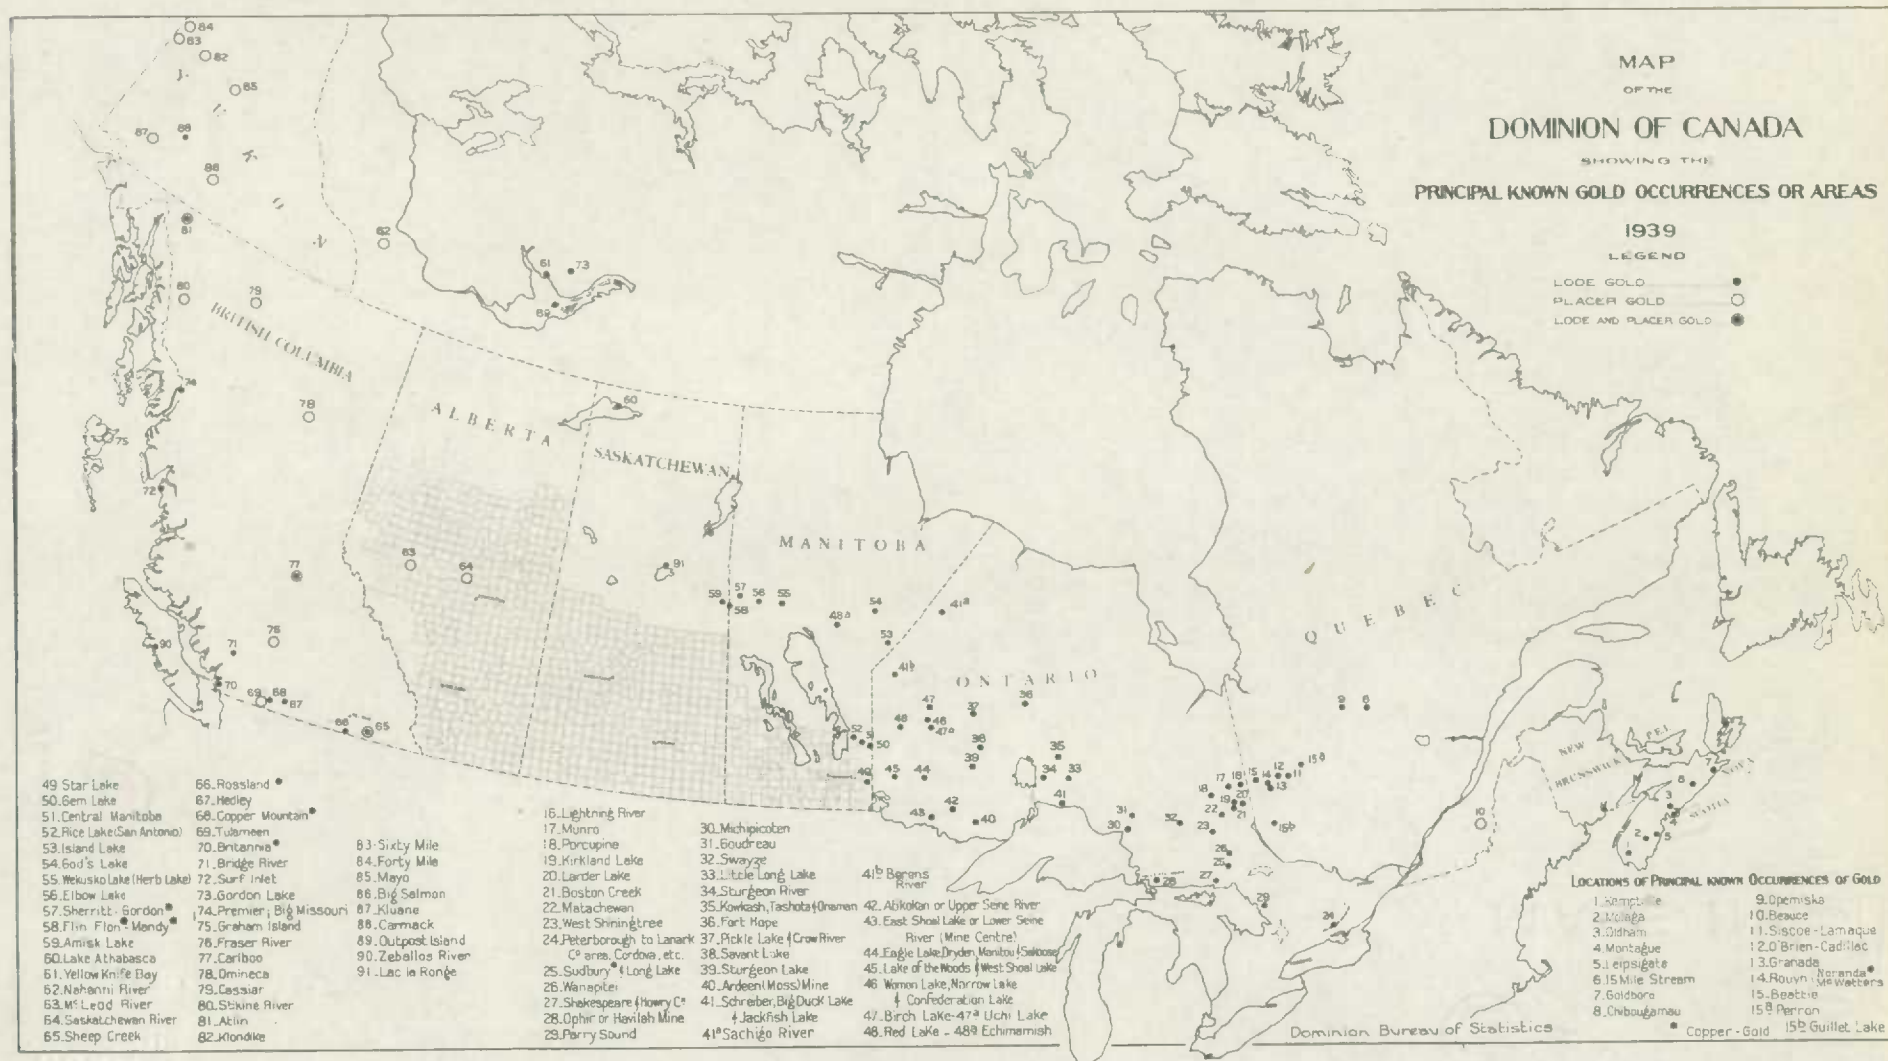 MAP
OF THE
DOMINION OF CANADA
SHOWING THE
PRINCIPAL KNOWN GOLD OCCURRENCES OR AREAS
1939
LEGEND
LODE GOLD
PLACER GOLD
LODE AND PLACER GOLD
YUKON
BRITISH COLUMBIA
ALBERTA
SASKATCHEWAN
MANITOBA
ONTARIO
QUEBEC
NEW
BRUNSWICK
P.E.I.
NOVA
SCOTIA
49 Star Lake
50. Gem Lake
51. Central Manitoba
52. Rice Lake (San Antonio)
53. Island Lake
54. God's Lake
55. Wekusko Lake (Herb Lake)
56. Elbow Lake
57. Sherritt-Gordon
58. Flin Flon - Mandy
59. Amisk Lake
60. Lake Athabasca
61. Yellow Knife Bay
62. Nahanni River
63. McLeod River
64. Saskatchewan River
65. Sheep Creek
66. Rossland
67. Hedley
68. Copper Mountain
69. Tulameen
70. Britannia
71. Bridge River
72. Surf Inlet
73. Gordon Lake
74. Premier; Big Missouri
75. Graham Island
76. Fraser River
77. Cariboo
78. Omineca
79. Cassiar
80. Stikine River
81. Atlin
82. Klondike
83. Sixty Mile
84. Forty Mile
85. Mayo
86. Big Salmon
87. Kluane
88. Carmack
89. Outpost Island
90. Zeballos River
91. Lac la Ronge
16. Lightning River
17. Munro
18. Porcupine
19. Kirkland Lake
20. Larder Lake
21. Boston Creek
22. Matachewan
23. West Shiningtree
24. Peterborough to Lanark
Co area, Cordova, etc.
25. Sudbury & Long Lake
26. Wanapitei
27. Shakespeare & Howry Ck
28. Ophir or Havilah Mine
29. Parry Sound
30. Michipicoten
31. Goudreau
32. Swayze
33. Little Long Lake
34. Sturgeon River
35. Kowkash, Tashota & Onaman
36. Fort Hope
37. Pickle Lake & Crow River
38. Savant Lake
39. Sturgeon Lake
40. Ardeen (Moss) Mine
41. Schreiber, Big Duck Lake
& Jackfish Lake
41a Sachigo River
41b Berens
River
42. Atikokan or Upper Seine River
43. East Shoal Lake or Lower Seine
River (Mine Centre)
44. Eagle Lake, Dryden, Manitou &
45. Lake of the Woods & West Shoal Lake
46 Woman Lake, Narrow Lake
& Confederation Lake
47. Birch Lake - 47a Uchi Lake
48. Red Lake - 48a Echimamish
LOCATIONS OF PRINCIPAL KNOWN OCCURRENCES OF GOLD
1. Kemptville
2. Malaga
3. Oldham
4. Montague
5. Leipsigate
6. 15 Mile Stream
7. Goldboro
8. Chibougamau
9. Opemiska
10. Beauce
11. Siscoe - Lamaque
12. O'Brien - Cadillac
13. Granada
14. Rouyn Noranda McWatters
15. Beattie
15a Perron
15b Guillet Lake
Copper - Gold
Dominion Bureau of Statistics